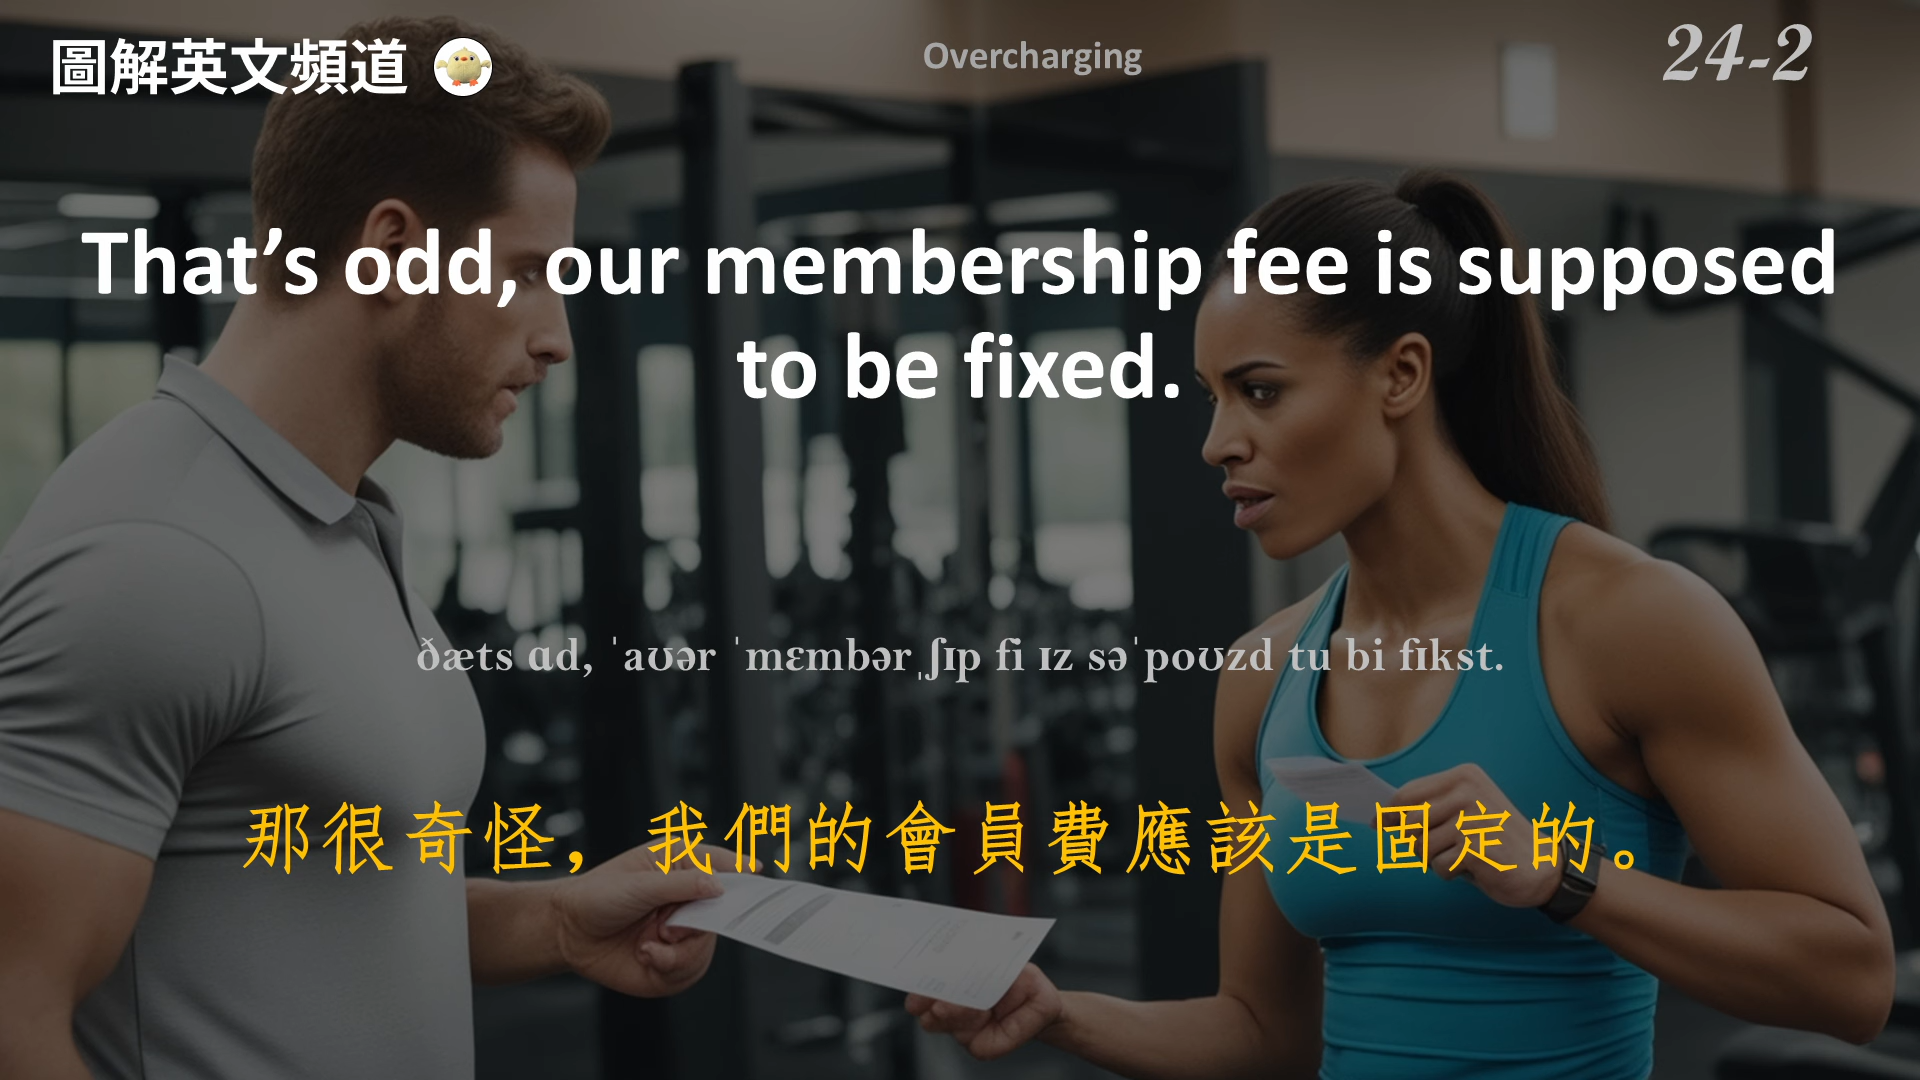 圖解英文頻道
Overcharging
24-2
That’s odd, our membership fee is supposed
to be fixed.
ðæts ɑd, ˈaʊər ˈmɛmbərˌʃɪp fi ɪz səˈpoʊzd tu bi fɪkst.
那很奇怪，我們的會員費應該是固定的。